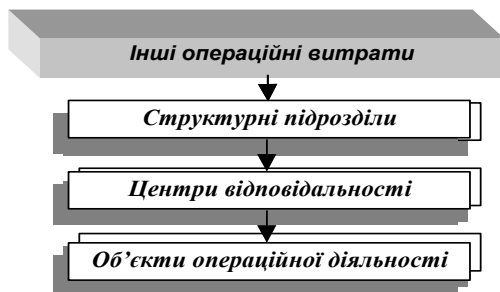 Інші операційні витрати
Структурні підрозділи
Центри відповідальності
Об’єкти операційної діяльності